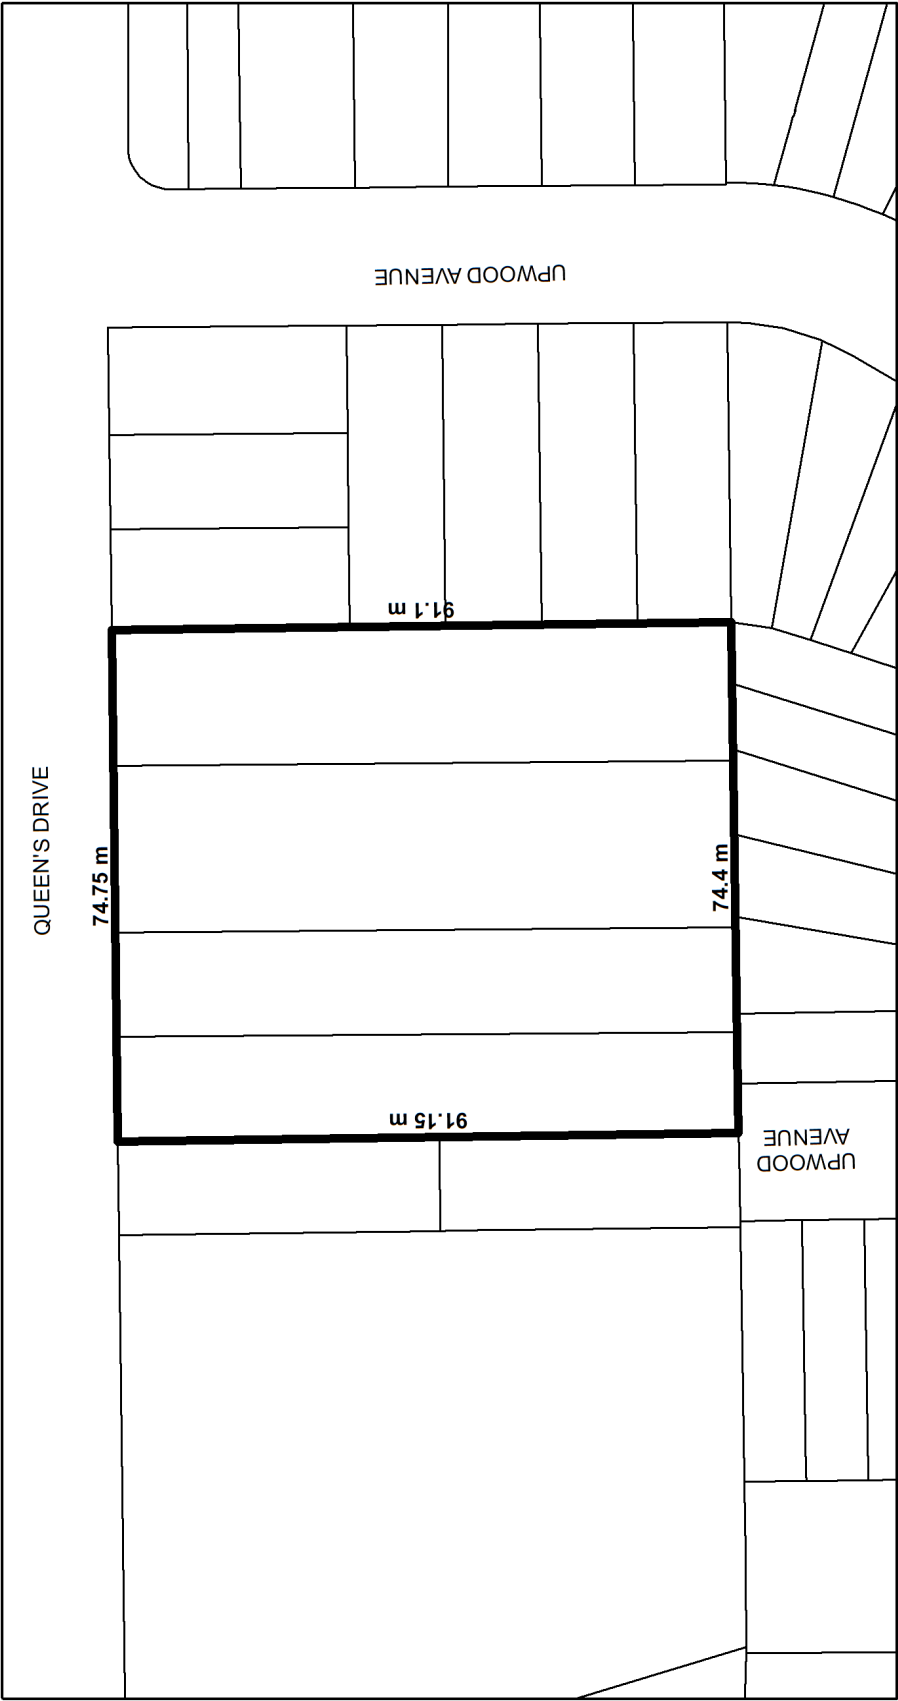 UPWOOD AVENUE
91.1 m
QUEEN'S DRIVE
74.75 m
74.4 m
91.15 m
UPWOOD
AVENUE